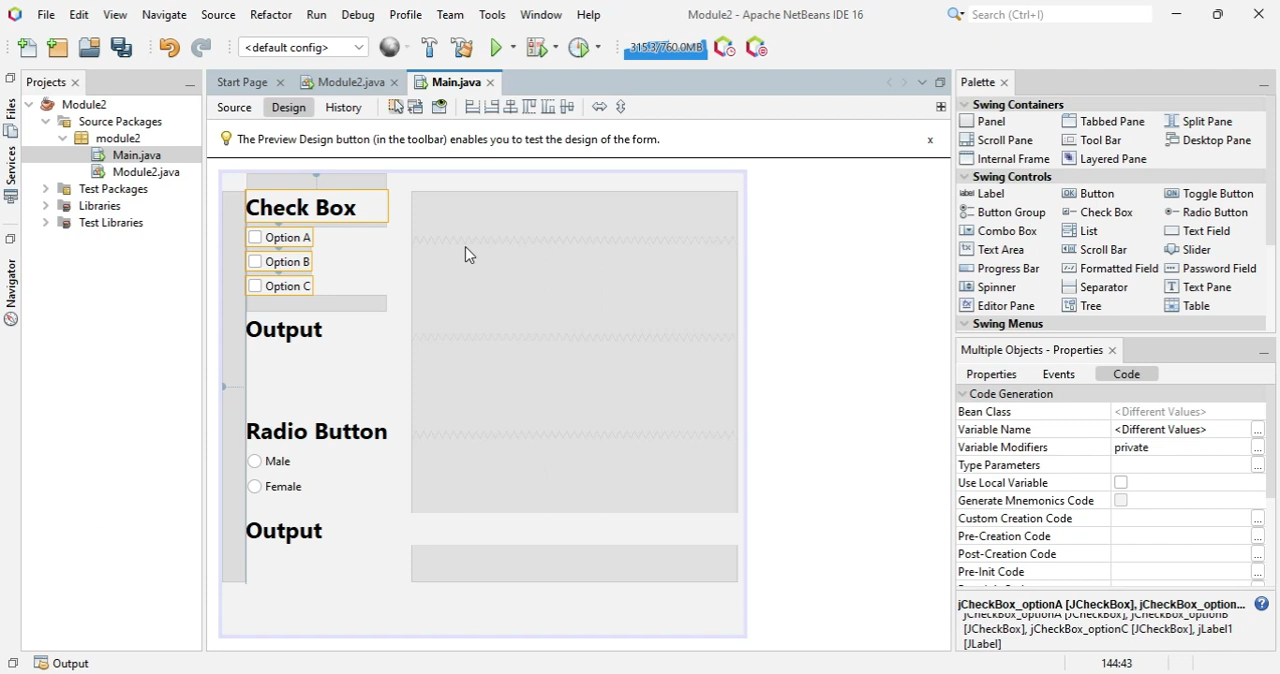 File Edit View Navigate Source Refactor Run Debug Profile Team Tools Window Help Module2 - Apache NetBeans IDE 16 Search (Ctrl+I)
<default config> 315.3/760.0MB
Projects Start Page Module2.java Main.java Palette
Files
Services
Navigator
Module2
Source Packages
module2
Main.java
Module2.java
Test Packages
Libraries
Test Libraries
Source Design History
The Preview Design button (in the toolbar) enables you to test the design of the form. x
Check Box
Option A
Option B
Option C
Output
Radio Button
Male
Female
Output
Swing Containers
Panel Tabbed Pane Split Pane
Scroll Pane Tool Bar Desktop Pane
Internal Frame Layered Pane
Swing Controls
label Label OK Button ON Toggle Button
Button Group Check Box Radio Button
Combo Box List Text Field
Text Area Scroll Bar Slider
Progress Bar Formatted Field Password Field
Spinner Separator Text Pane
Editor Pane Tree Table
Swing Menus
Multiple Objects - Properties
Properties Events Code
Code Generation
Bean Class <Different Values>
Variable Name <Different Values> ...
Variable Modifiers private ...
Type Parameters ...
Use Local Variable
Generate Mnemonics Code
Custom Creation Code ...
Pre-Creation Code ...
Post-Creation Code ...
Pre-Init Code ...
jCheckBox_optionA [JCheckBox], jCheckBox_option...
jCheckBox_optionA [JCheckBox], jCheckBox_optionB
[JCheckBox], jCheckBox_optionC [JCheckBox], jLabel1
[JLabel]
Output 144:43